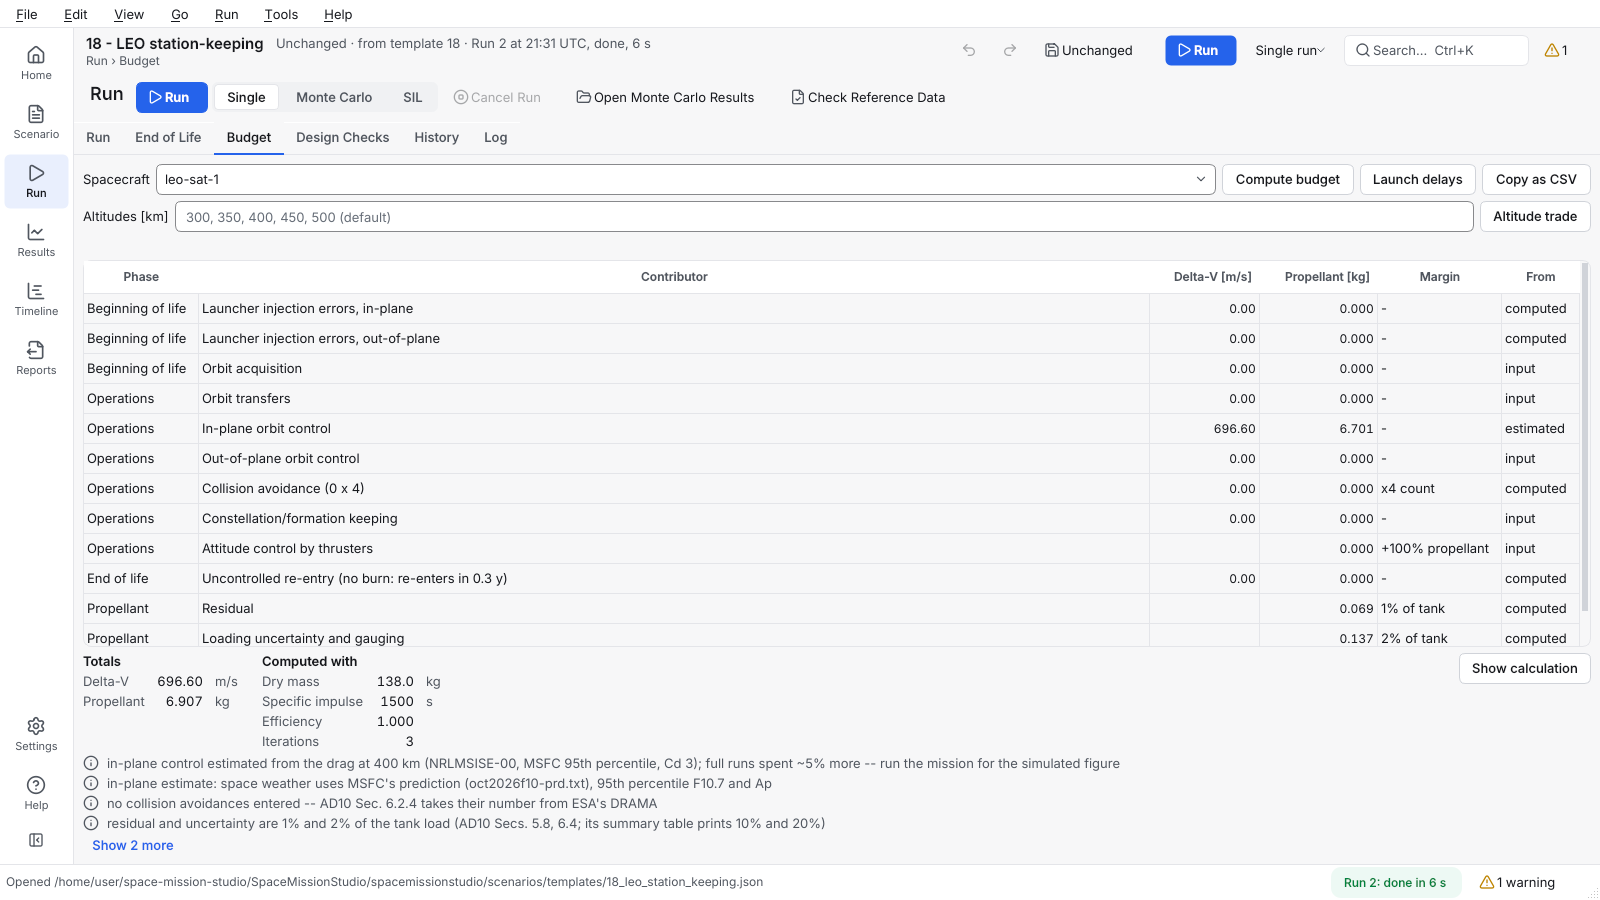 File Edit View Go Run Tools Help
18 - LEO station-keeping Unchanged · from template 18 · Run 2 at 21:31 UTC, done, 6 s
Run › Budget
Unchanged Run Single run Search... Ctrl+K 1
Home
Scenario
Run
Results
Timeline
Reports
Settings
Help
Run Run Single Monte Carlo SIL Cancel Run Open Monte Carlo Results Check Reference Data
Run End of Life Budget Design Checks History Log
Spacecraft leo-sat-1 Compute budget Launch delays Copy as CSV
Altitudes [km] 300, 350, 400, 450, 500 (default) Altitude trade
Phase Contributor Delta-V [m/s] Propellant [kg] Margin From
Beginning of life Launcher injection errors, in-plane 0.00 0.000 - computed
Beginning of life Launcher injection errors, out-of-plane 0.00 0.000 - computed
Beginning of life Orbit acquisition 0.00 0.000 - input
Operations Orbit transfers 0.00 0.000 - input
Operations In-plane orbit control 696.60 6.701 - estimated
Operations Out-of-plane orbit control 0.00 0.000 - input
Operations Collision avoidance (0 x 4) 0.00 0.000 x4 count computed
Operations Constellation/formation keeping 0.00 0.000 - input
Operations Attitude control by thrusters 0.000 +100% propellant input
End of life Uncontrolled re-entry (no burn: re-enters in 0.3 y) 0.00 0.000 - computed
Propellant Residual 0.069 1% of tank computed
Propellant Loading uncertainty and gauging 0.137 2% of tank computed
Totals
Delta-V 696.60 m/s
Propellant 6.907 kg
Computed with
Dry mass 138.0 kg
Specific impulse 1500 s
Efficiency 1.000
Iterations 3
Show calculation
in-plane control estimated from the drag at 400 km (NRLMSISE-00, MSFC 95th percentile, Cd 3); full runs spent ~5% more -- run the mission for the simulated figure
in-plane estimate: space weather uses MSFC's prediction (oct2026f10-prd.txt), 95th percentile F10.7 and Ap
no collision avoidances entered -- AD10 Sec. 6.2.4 takes their number from ESA's DRAMA
residual and uncertainty are 1% and 2% of the tank load (AD10 Secs. 5.8, 6.4; its summary table prints 10% and 20%)
Show 2 more
Opened /home/user/space-mission-studio/SpaceMissionStudio/spacemissionstudio/scenarios/templates/18_leo_station_keeping.json Run 2: done in 6 s 1 warning